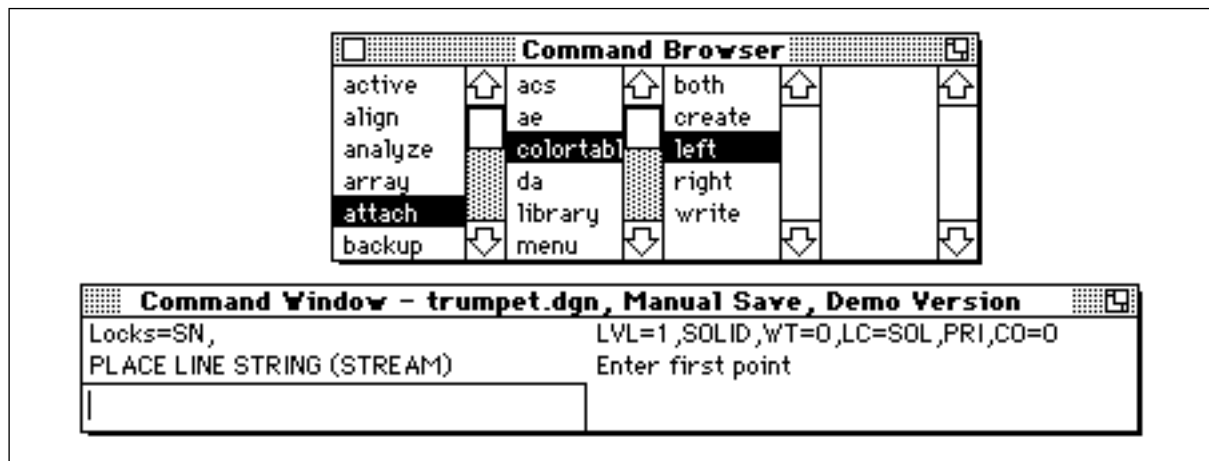 Command Browser
active acs both
align ae create
analyze colortabl left
array da right
attach library write
backup menu
Command Window - trumpet.dgn, Manual Save, Demo Version
Locks=SN, LVL=1,SOLID,WT=0,LC=SOL,PRI,CO=0
PLACE LINE STRING (STREAM) Enter first point